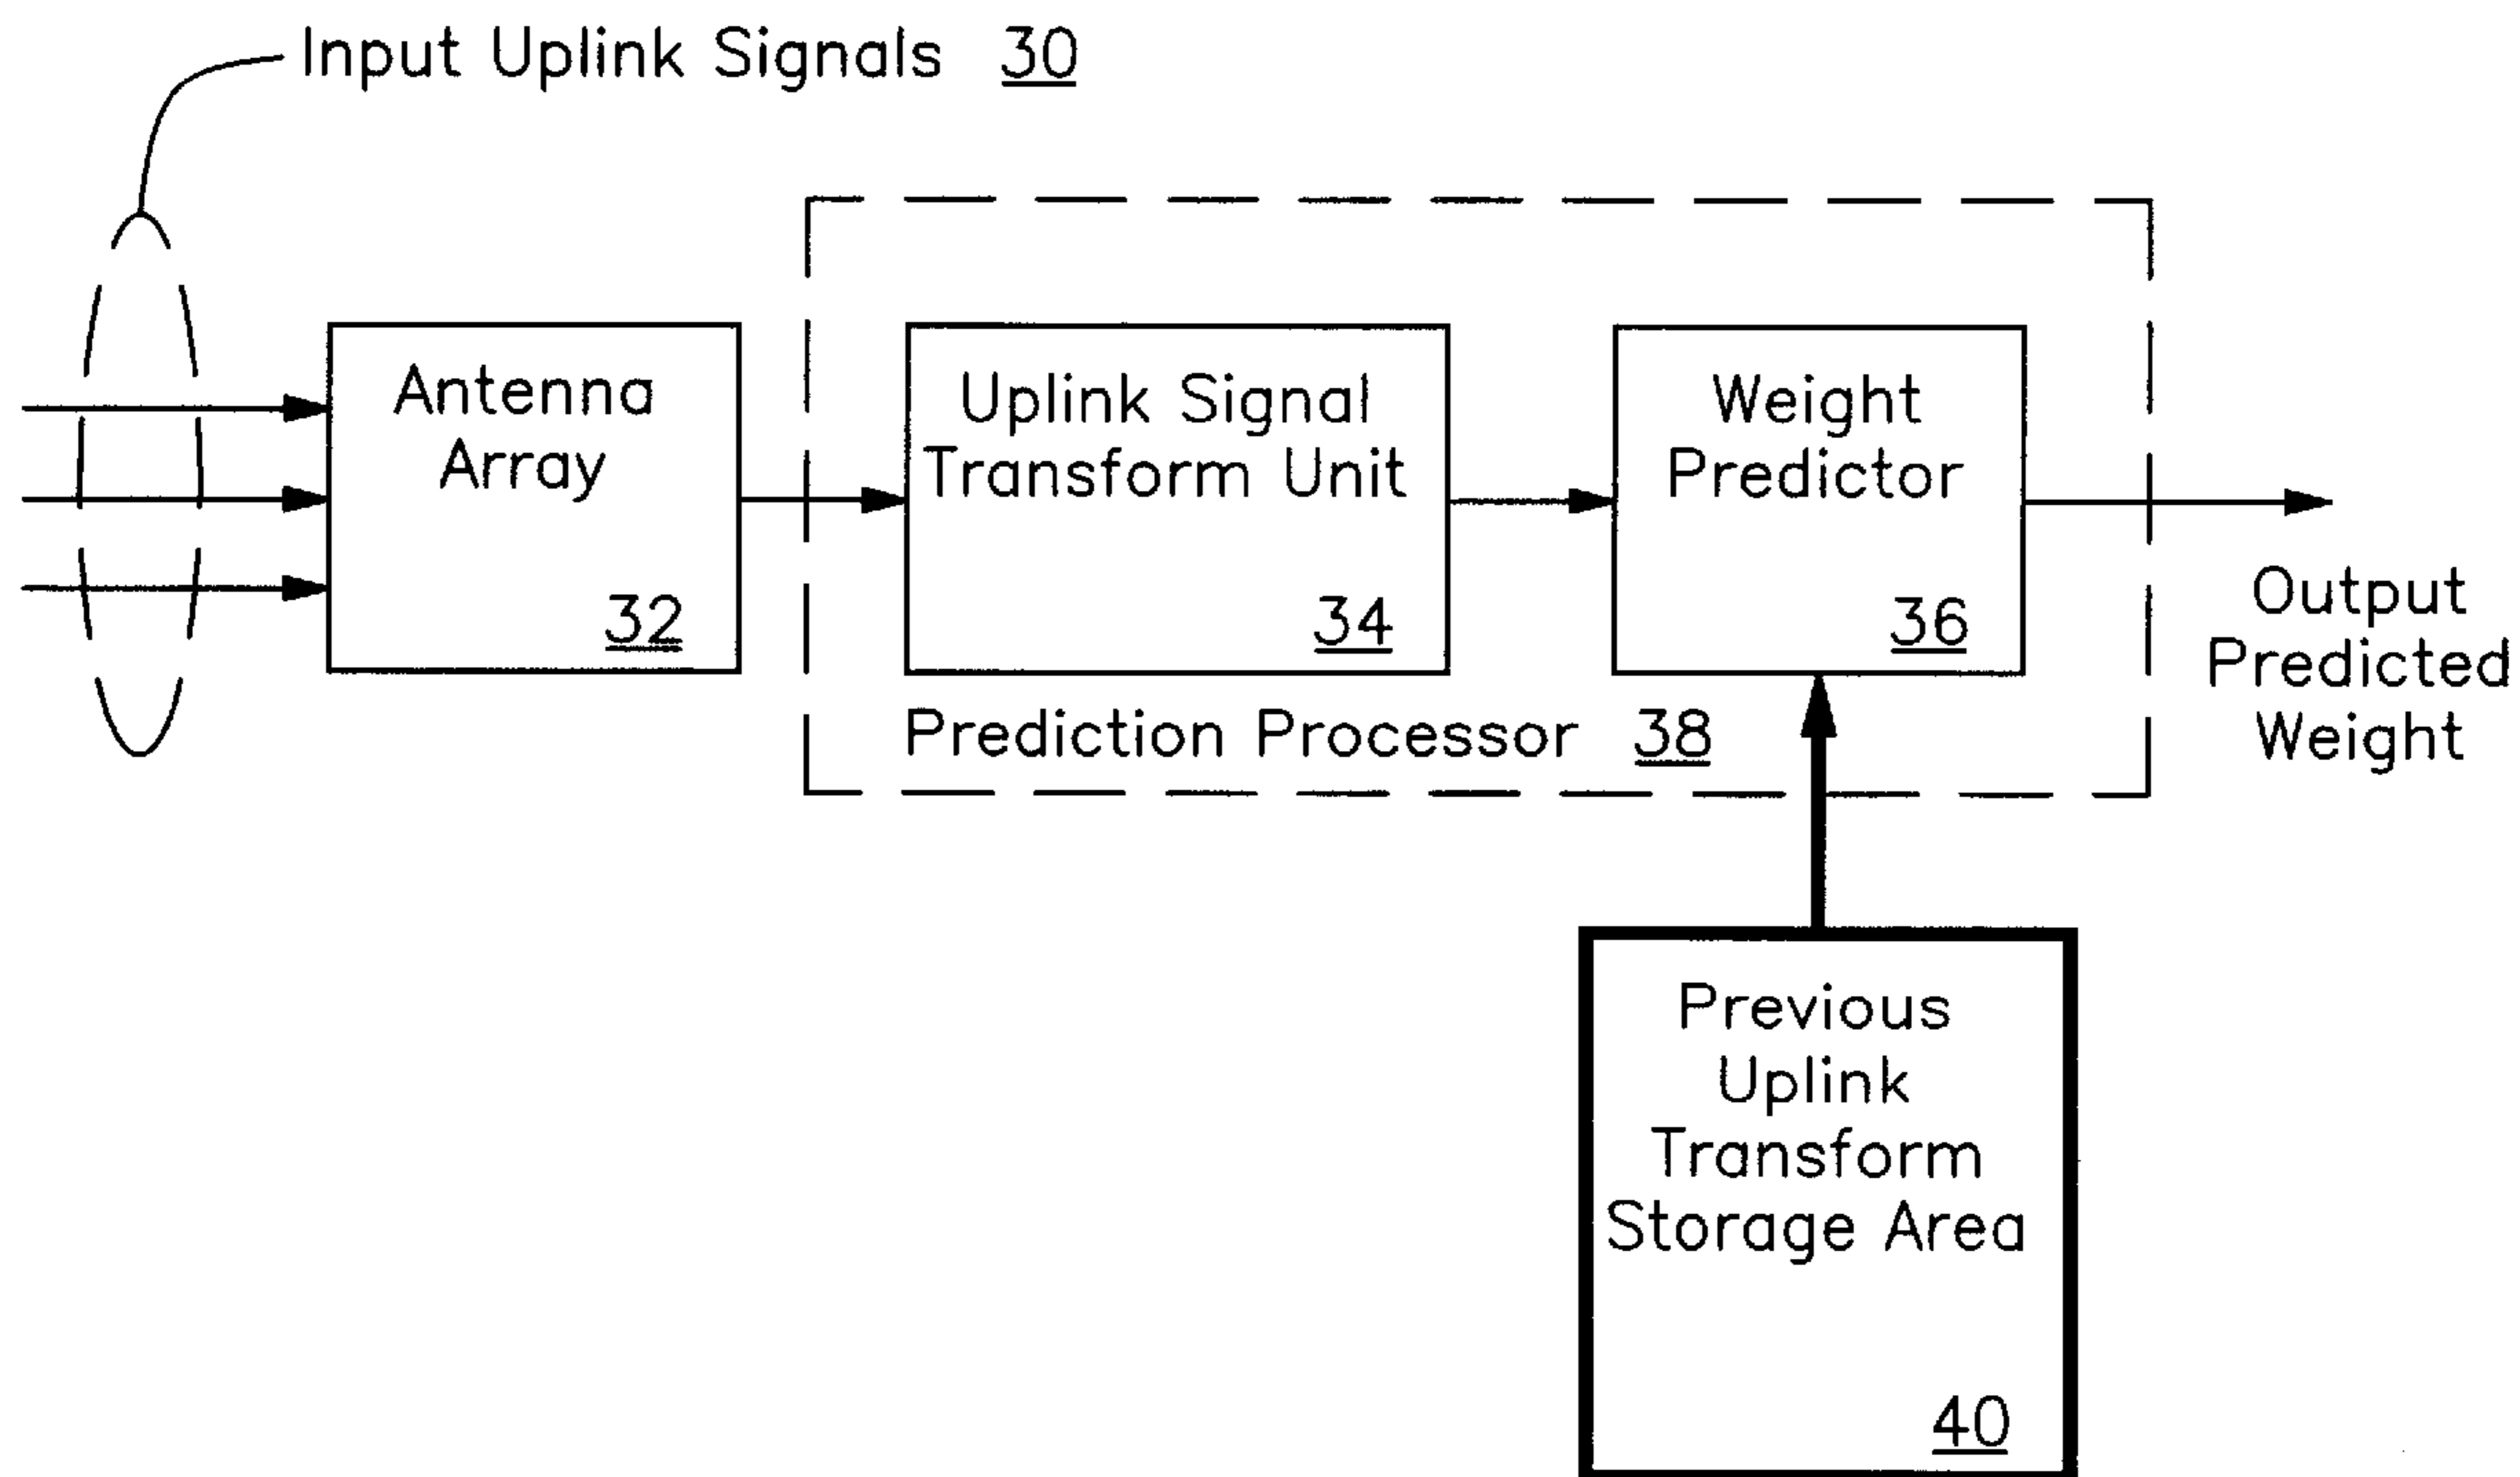 Input Uplink Signals 30
Antenna
Array
32
Uplink Signal
Transform Unit
34
Weight
Predictor
36
Prediction Processor 38
Output
Predicted
Weight
Previous
Uplink
Transform
Storage Area
40